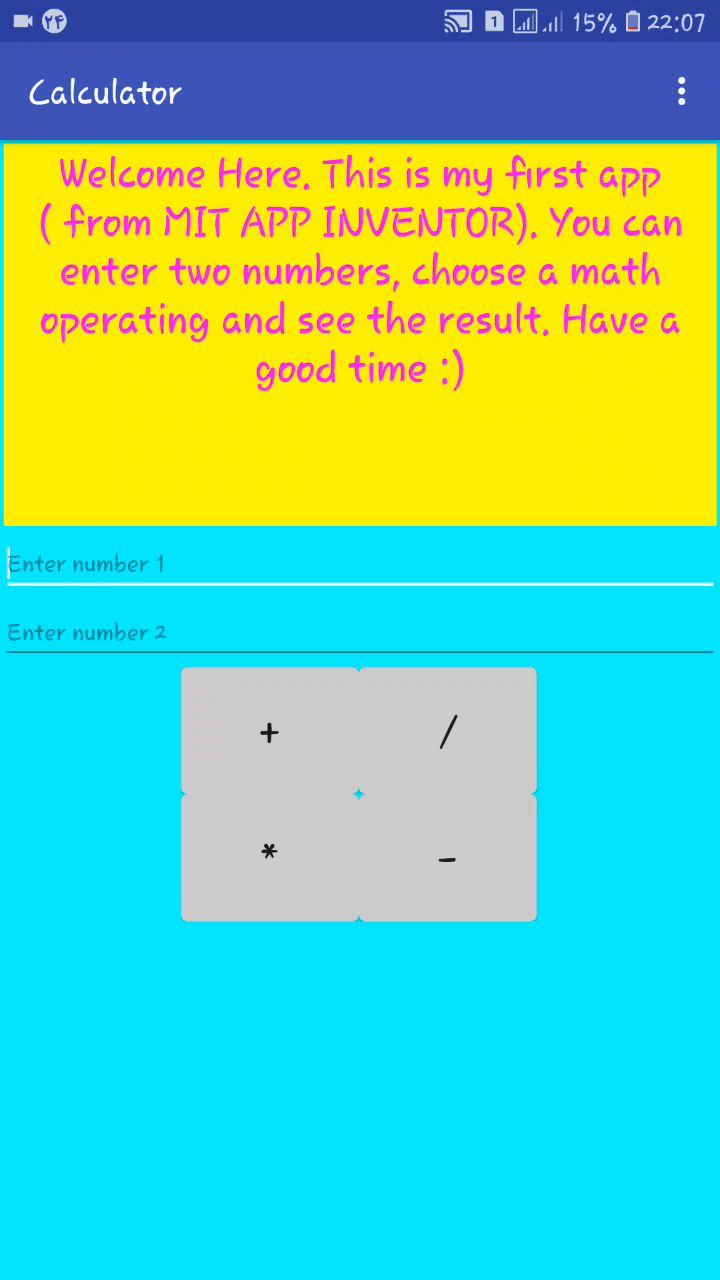 ۲۴ 1 15% 22:07
Calculator
Welcome Here. This is my first app
( from MIT APP INVENTOR). You can
enter two numbers, choose a math
operating and see the result. Have a
good time :)
Enter number 1
Enter number 2
+ /
* -